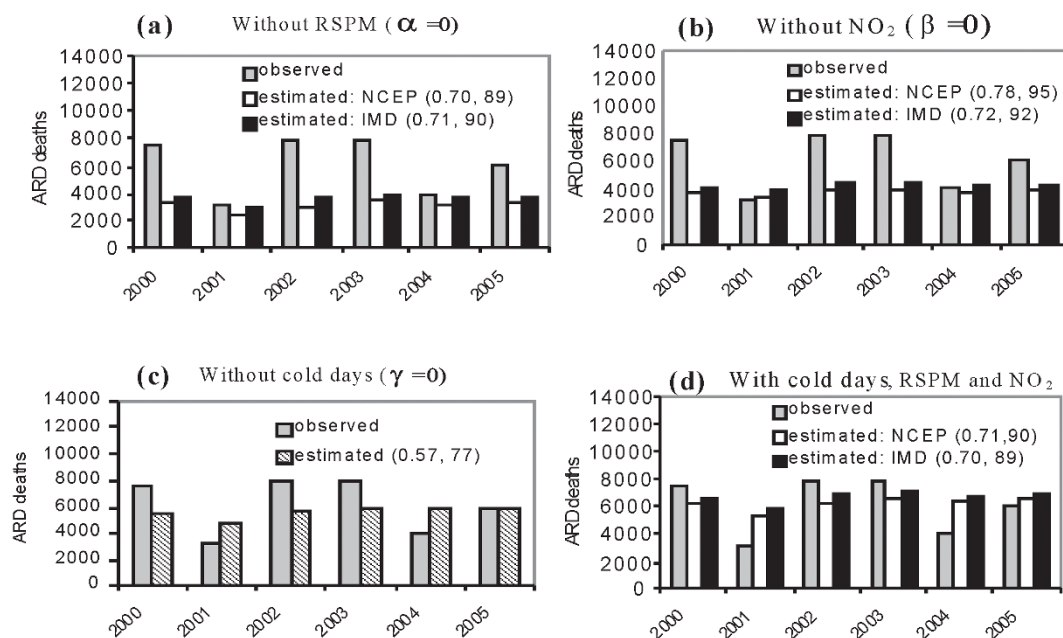 (a) Without RSPM ( α =0)
14000
12000
10000
8000
6000
4000
2000
0
ARD deaths
observed
estimated: NCEP (0.70, 89)
estimated: IMD (0.71, 90)
2000 2001 2002 2003 2004 2005
(b) Without NO₂ ( β =0)
14000
12000
10000
8000
6000
4000
2000
0
ARD deaths
observed
estimated: NCEP (0.78, 95)
estimated: IMD (0.72, 92)
2000 2001 2002 2003 2004 2005
(c) Without cold days ( γ =0)
14000
12000
10000
8000
6000
4000
2000
0
ARD deaths
observed
estimated (0.57, 77)
2000 2001 2002 2003 2004 2005
(d) With cold days, RSPM and NO₂
14000
12000
10000
8000
6000
4000
2000
0
ARD deaths
observed
estimated: NCEP (0.71,90)
estimated: IMD (0.70, 89)
2000 2001 2002 2003 2004 2005